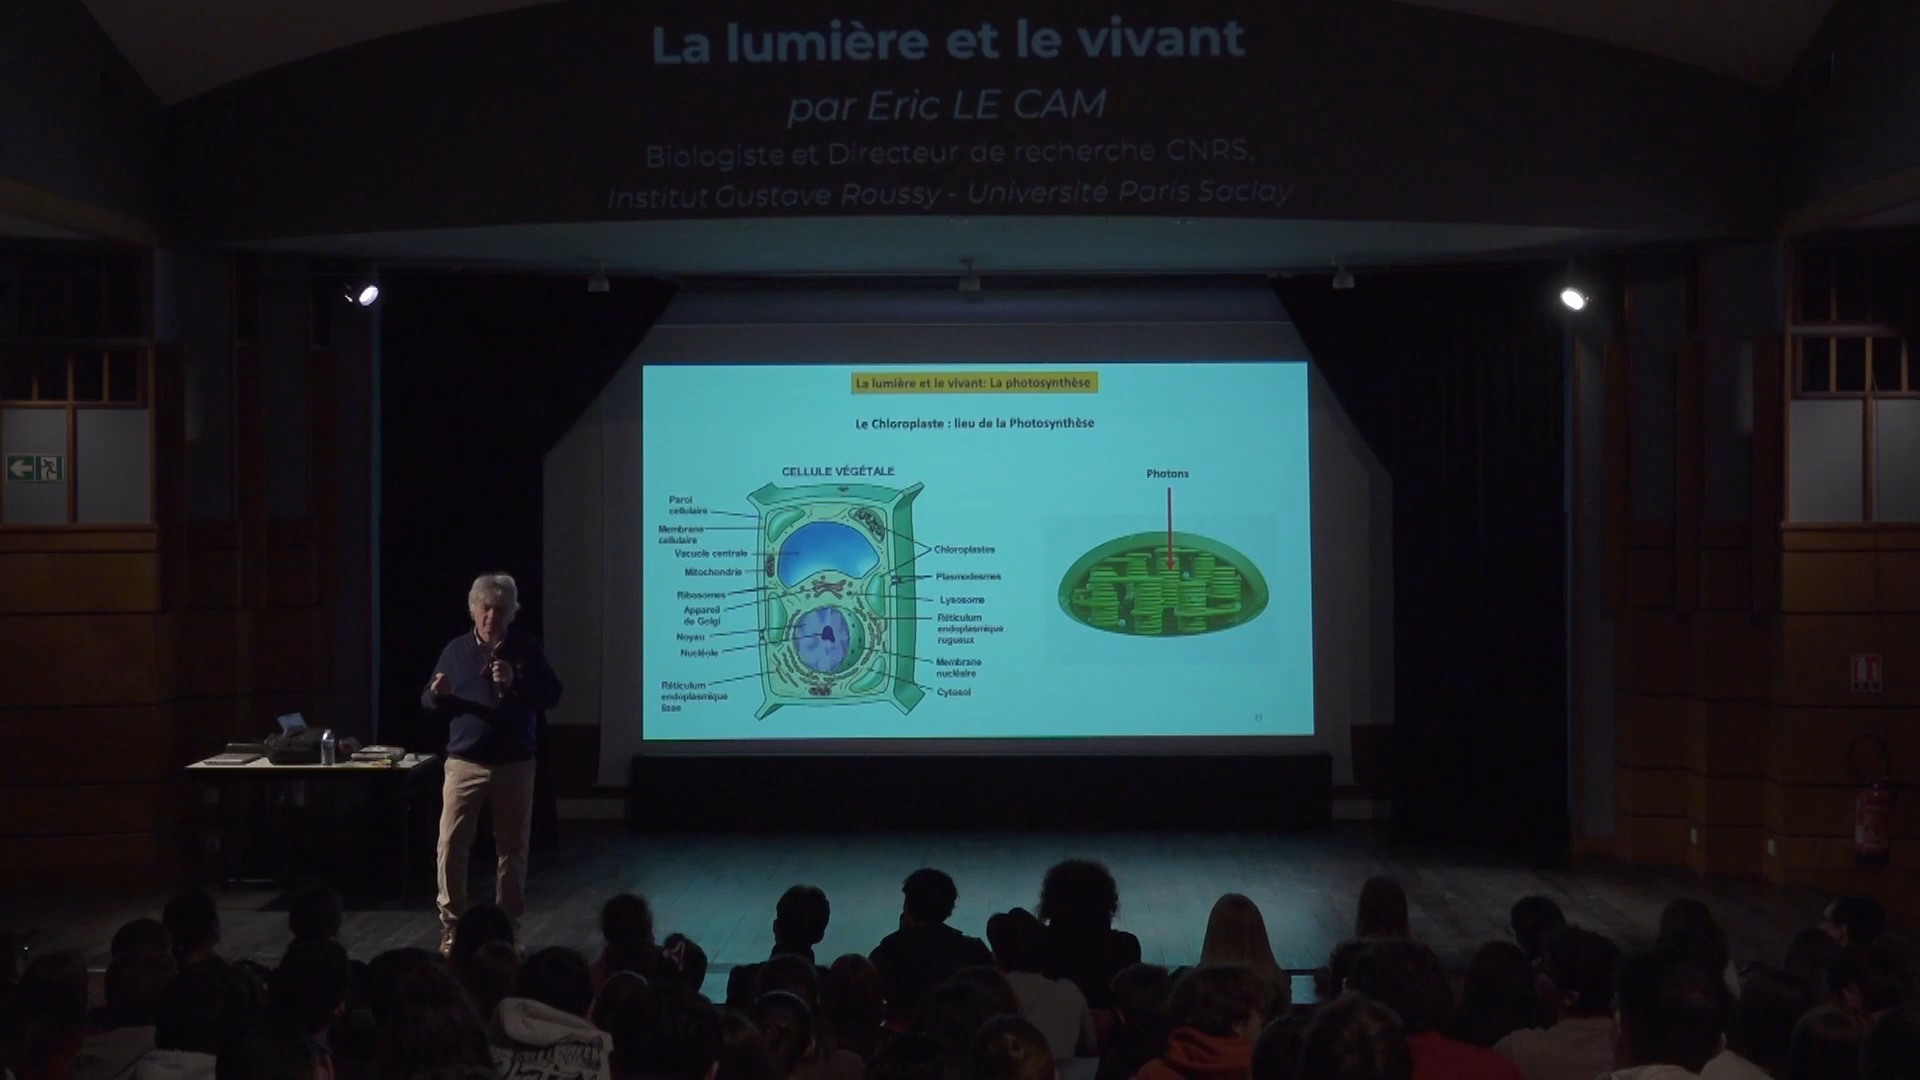 La lumière et le vivant
par Eric LE CAM
Biologiste et Directeur de recherche CNRS,
Institut Gustave Roussy - Université Paris Saclay
La lumière et le vivant: La photosynthèse
Le Chloroplaste : lieu de la Photosynthèse
CELLULE VÉGÉTALE
Paroi
cellulaire
Membrane
cellulaire
Vacuole centrale
Mitochondrie
Ribosomes
Appareil
de Golgi
Noyau
Nucléole
Réticulum
endoplasmique
lisse
Chloroplastes
Plasmodesmes
Lysosome
Réticulum
endoplasmique
rugueux
Membrane
nucléaire
Cytosol
Photons